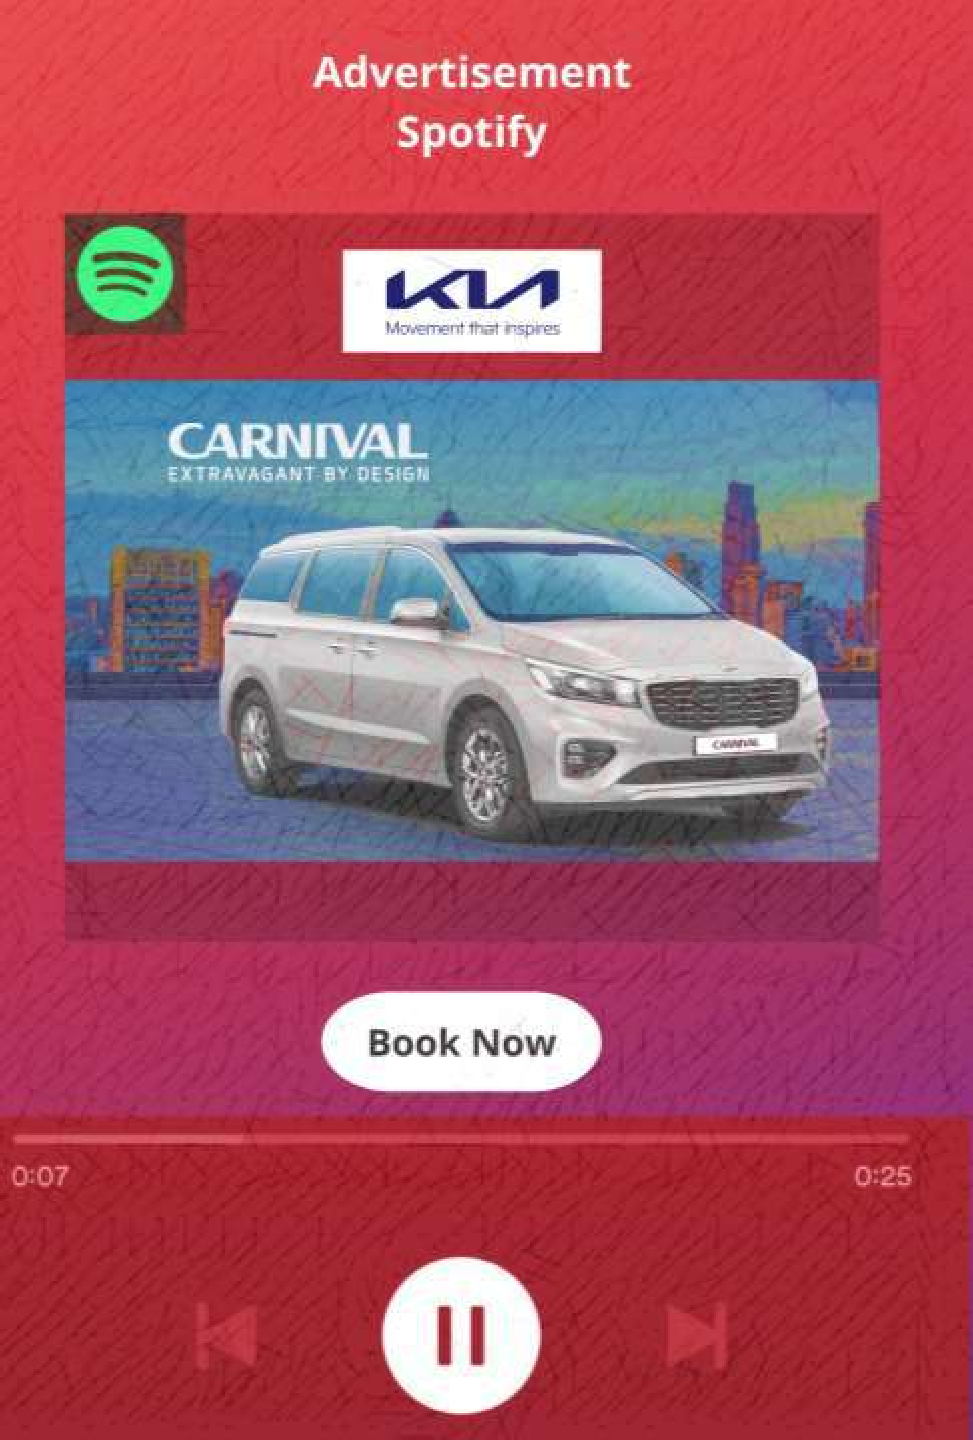 Advertisement
Spotify
KIA
Movement that inspires
CARNIVAL
EXTRAVAGANT BY DESIGN
CARNIVAL
Book Now
0:07
0:25